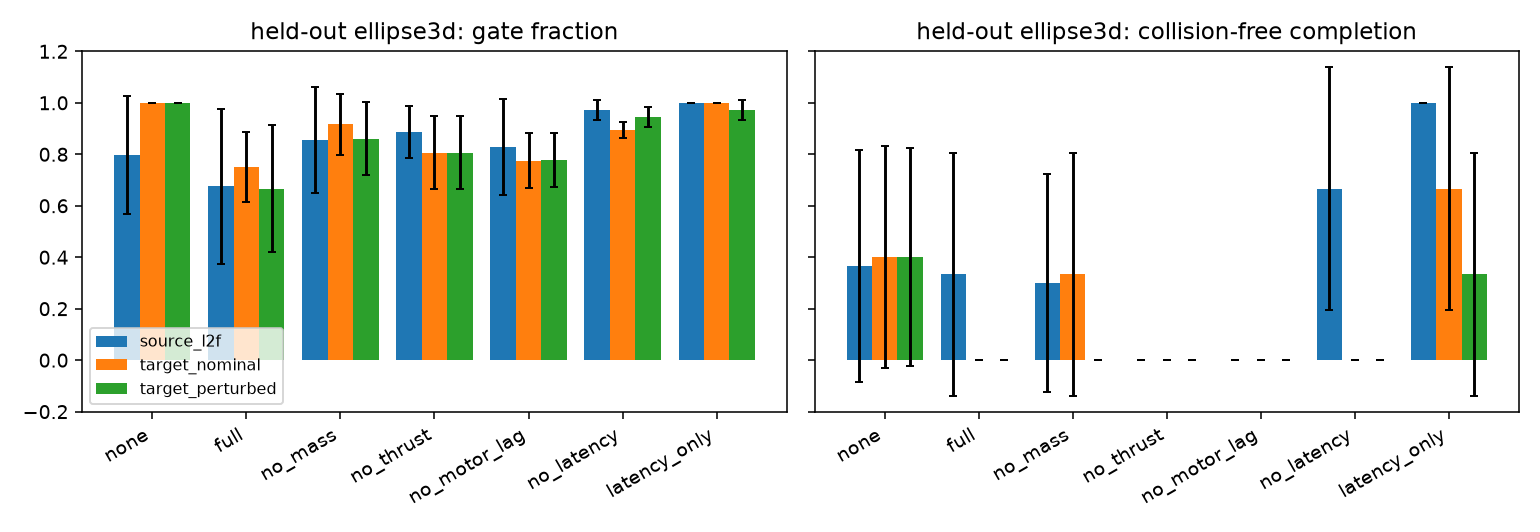 held-out ellipse3d: gate fraction
held-out ellipse3d: collision-free completion
1.2
1.0
0.8
0.6
0.4
0.2
0.0
−0.2
source_l2f
target_nominal
target_perturbed
none
full
no_mass
no_thrust
no_motor_lag
no_latency
latency_only
none
full
no_mass
no_thrust
no_motor_lag
no_latency
latency_only